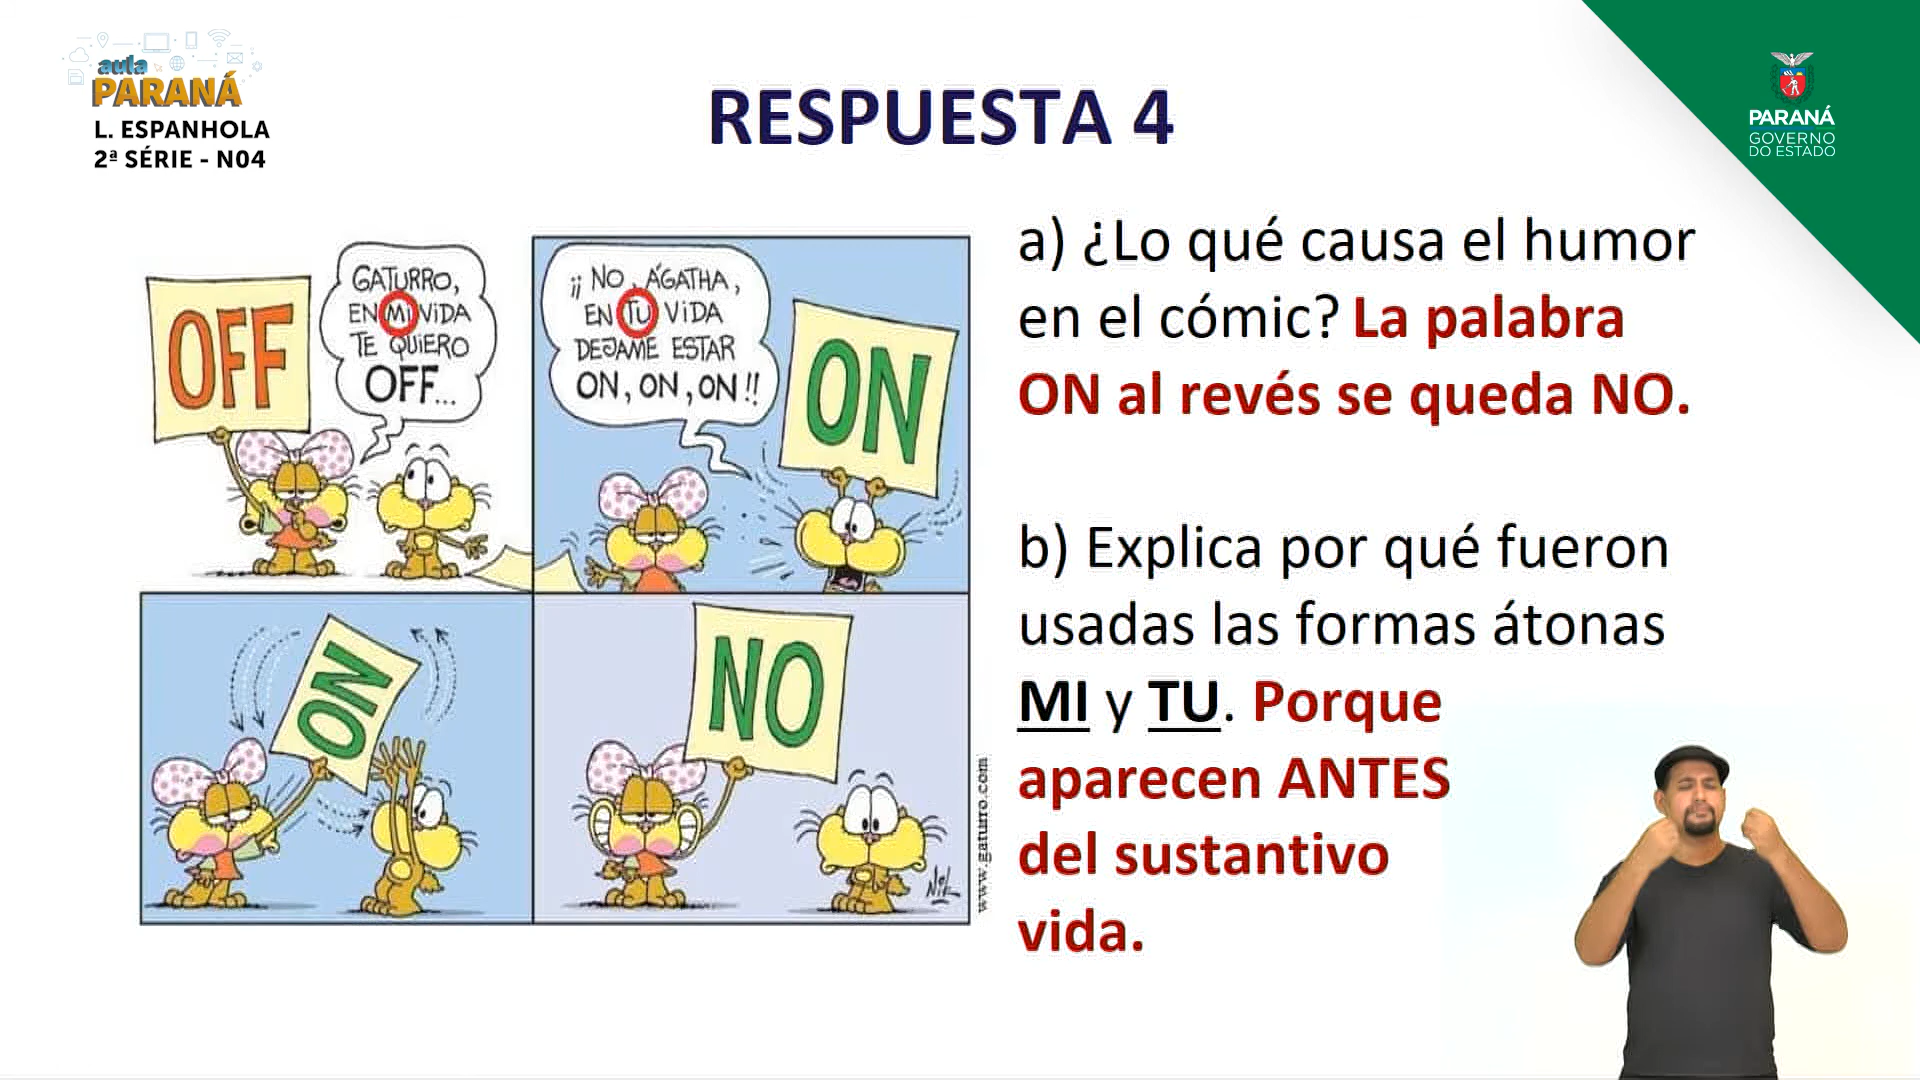 aula
PARANÁ
L. ESPANHOLA
2ª SÉRIE - N04
RESPUESTA 4
PARANÁ
GOVERNO
DO ESTADO
OFF
GATURRO,
EN MI VIDA
TE QUIERO
OFF...
¡¡ NO, ÁGATHA,
EN TU VIDA
DEJAME ESTAR
ON, ON, ON!!
ON
ON
NO
Nik
www.gaturro.com
a) ¿Lo qué causa el humor
en el cómic? La palabra
ON al revés se queda NO.
b) Explica por qué fueron
usadas las formas átonas
MI y TU. Porque
aparecen ANTES
del sustantivo
vida.